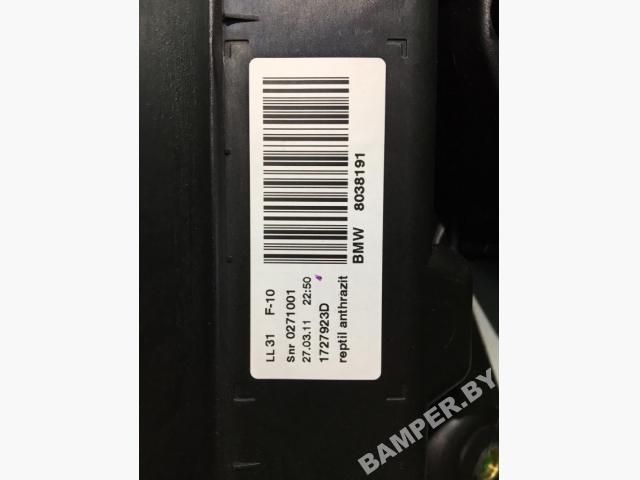 LL 31 F-10
Snr 0271001
27.03.11 22:50
1727923D
reptil anthrazit
BMW 8038191
BAMPER.BY